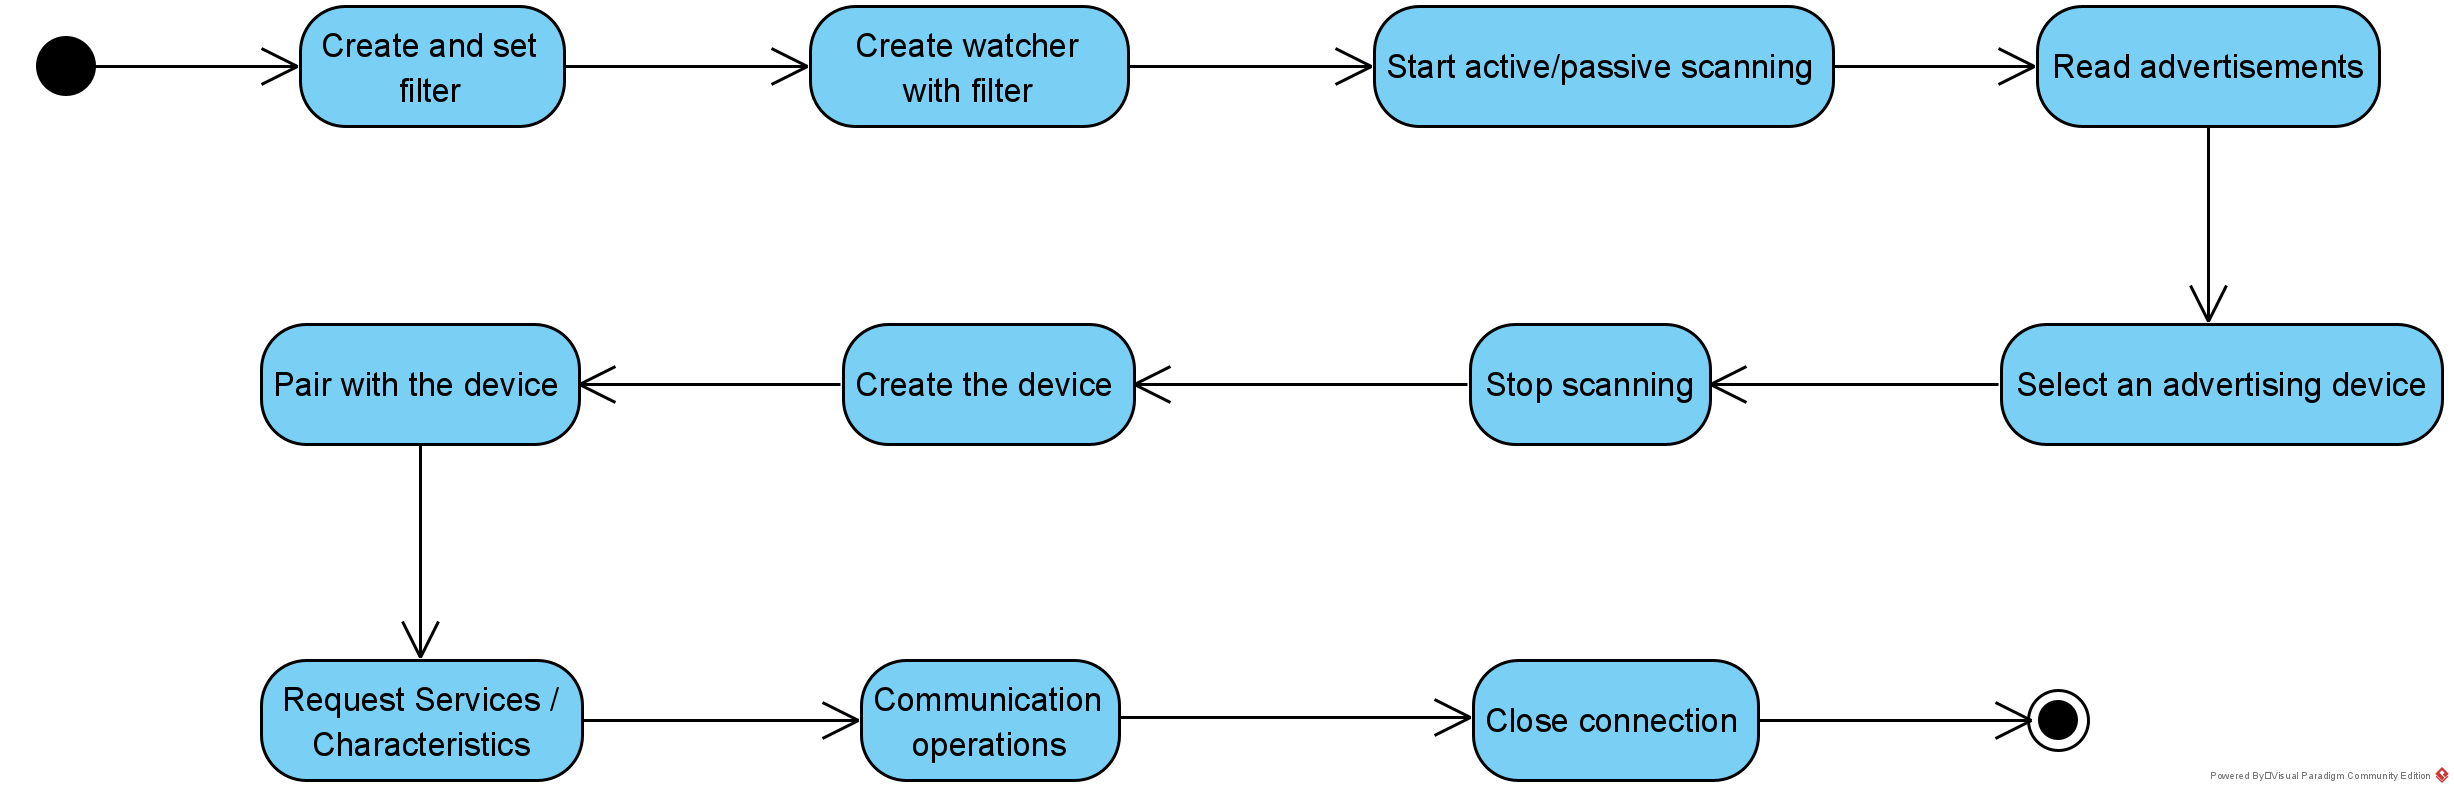 Create and set
filter
Create watcher
with filter
Start active/passive scanning
Read advertisements
Select an advertising device
Stop scanning
Create the device
Pair with the device
Request Services /
Characteristics
Communication
operations
Close connection
Powered By□Visual Paradigm Community Edition